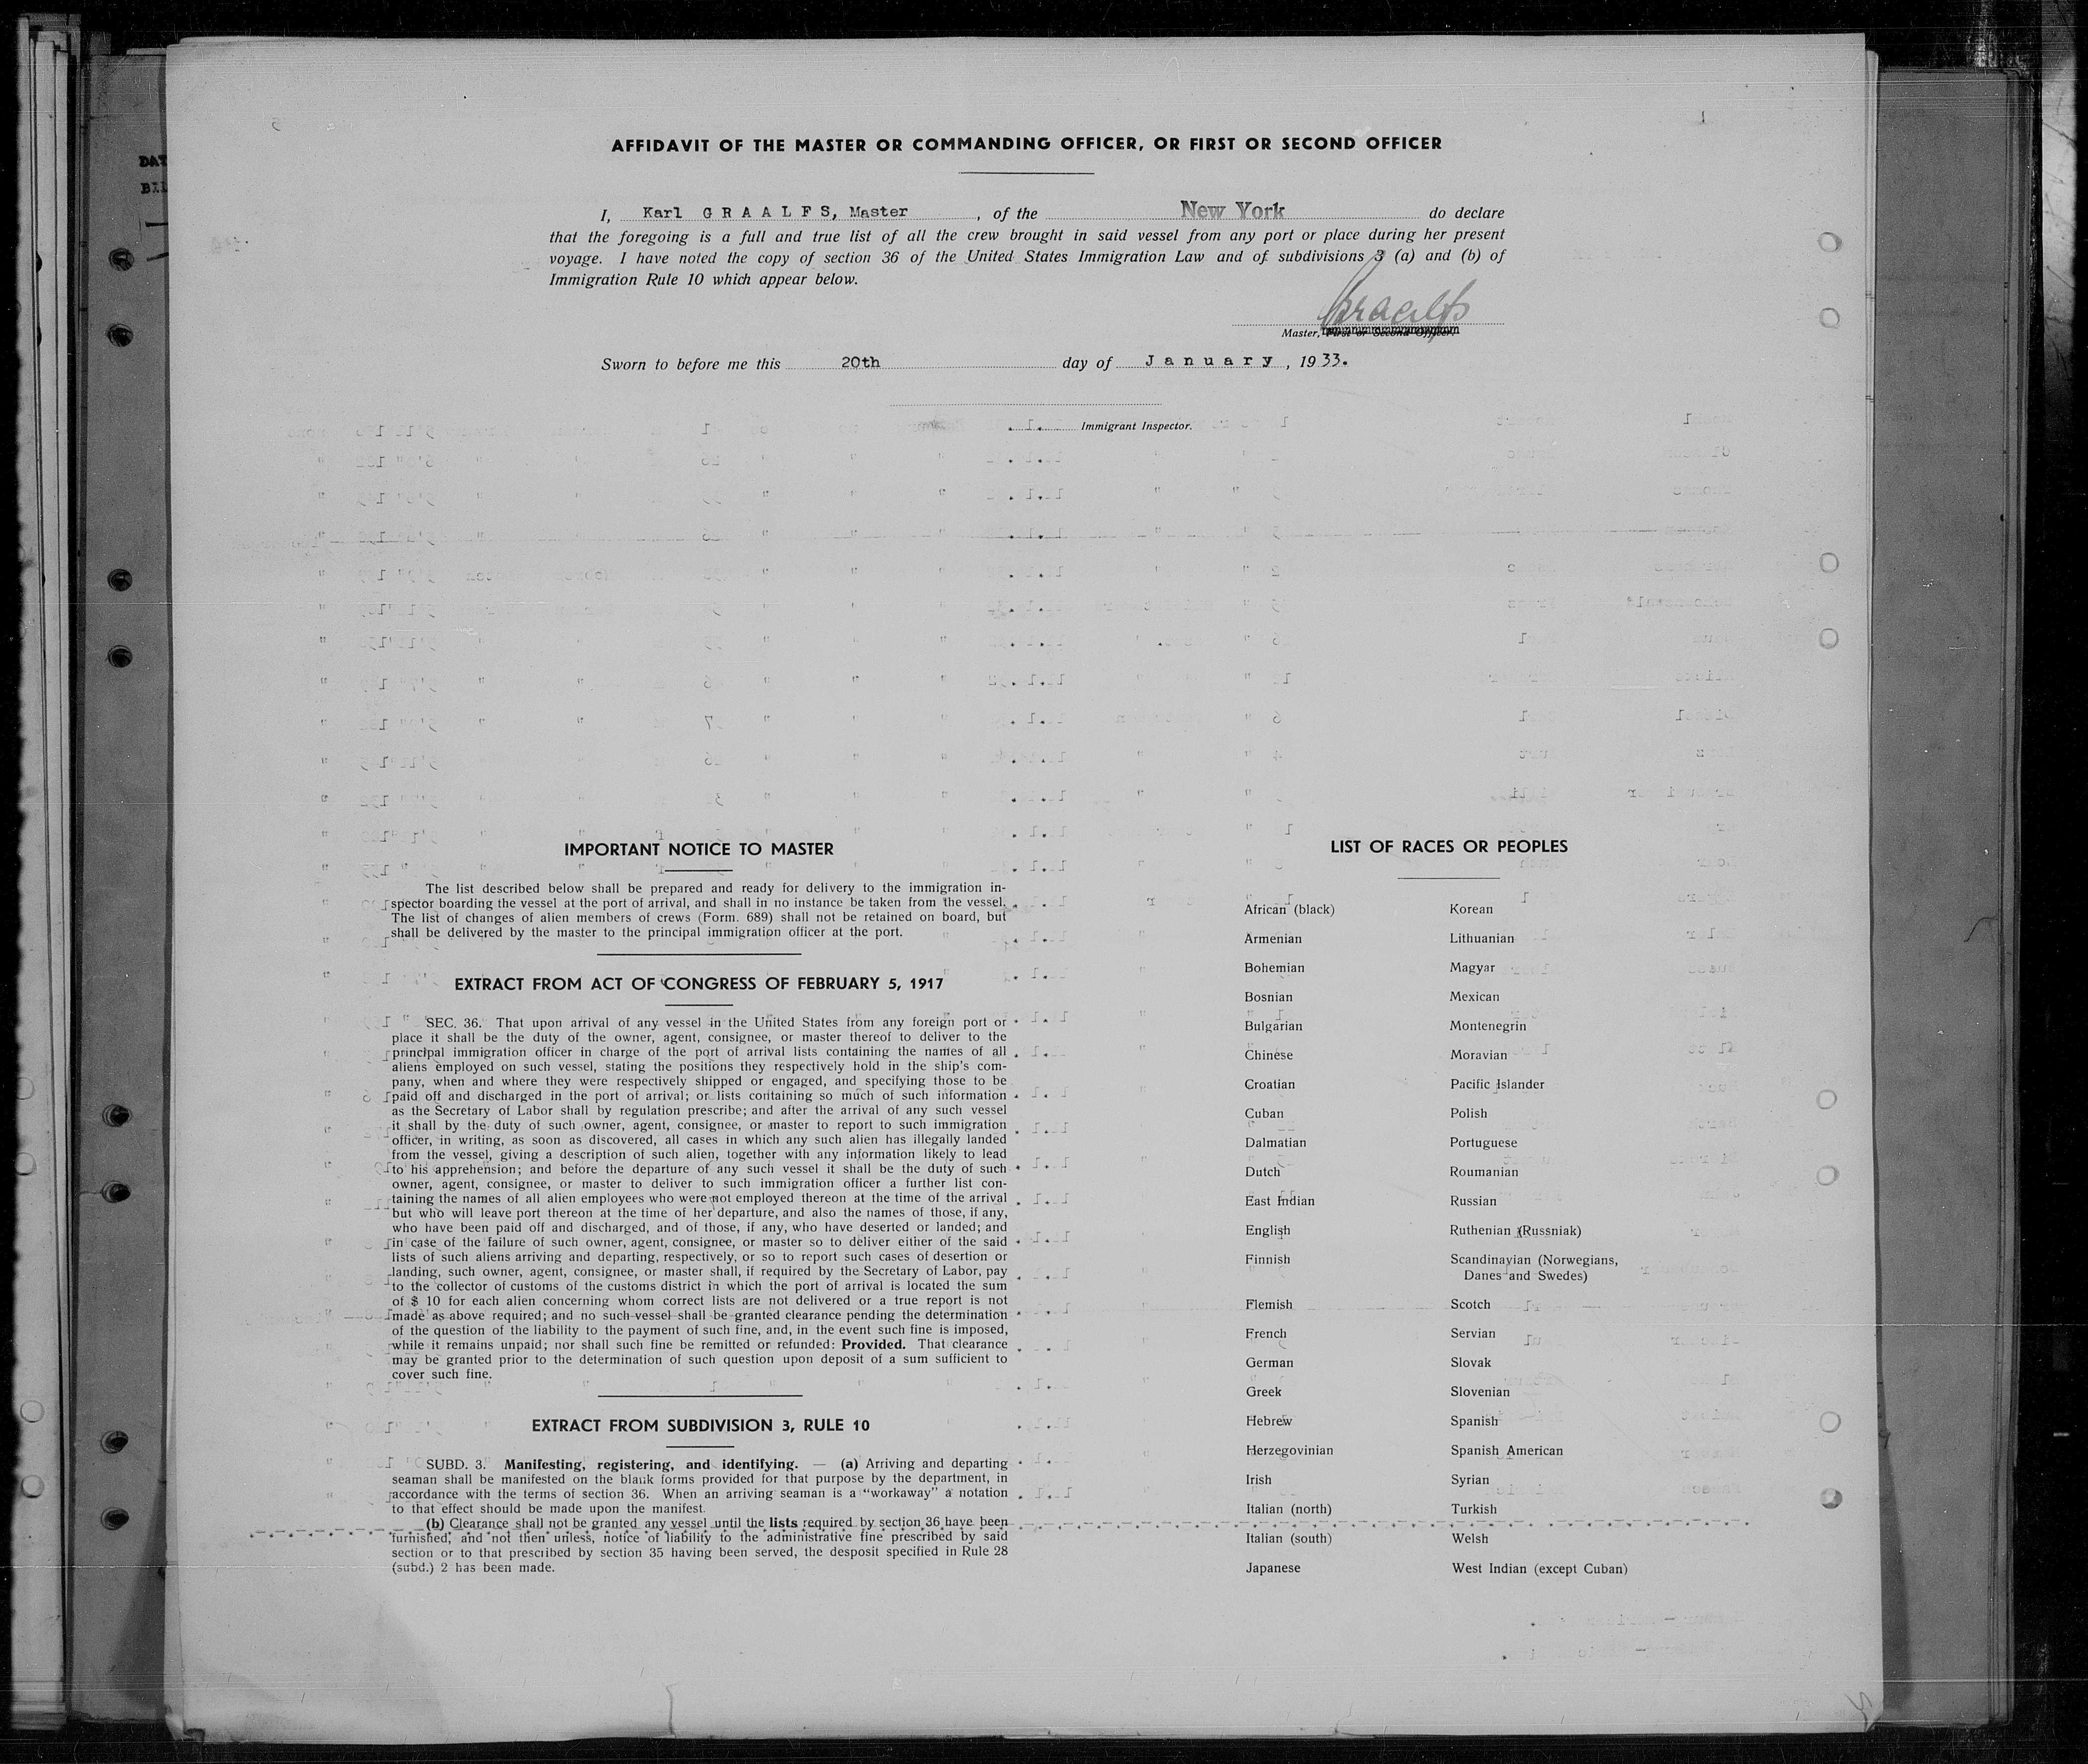 AFFIDAVIT OF THE MASTER OR COMMANDING OFFICER, OR FIRST OR SECOND OFFICER
I, Karl G R A A L F S, Master , of the New York do declare
that the foregoing is a full and true list of all the crew brought in said vessel from any port or place during her present
voyage. I have noted the copy of section 36 of the United States Immigration Law and of subdivisions 3 (a) and (b) of
Immigration Rule 10 which appear below.
Graalfs
Master, First or Second Officer.
Sworn to before me this 20th day of January, 1933.
Immigrant Inspector.
IMPORTANT NOTICE TO MASTER
The list described below shall be prepared and ready for delivery to the immigration in-
spector boarding the vessel at the port of arrival, and shall in no instance be taken from the vessel.
The list of changes of alien members of crews (Form. 689) shall not be retained on board, but
shall be delivered by the master to the principal immigration officer at the port.
EXTRACT FROM ACT OF CONGRESS OF FEBRUARY 5, 1917
SEC. 36. That upon arrival of any vessel in the United States from any foreign port or
place it shall be the duty of the owner, agent, consignee, or master thereof to deliver to the
principal immigration officer in charge of the port of arrival lists containing the names of all
aliens employed on such vessel, stating the positions they respectively hold in the ship's com-
pany, when and where they were respectively shipped or engaged, and specifying those to be
paid off and discharged in the port of arrival; or lists containing so much of such information
as the Secretary of Labor shall by regulation prescribe; and after the arrival of any such vessel
it shall by the duty of such owner, agent, consignee, or master to report to such immigration
officer, in writing, as soon as discovered, all cases in which any such alien has illegally landed
from the vessel, giving a description of such alien, together with any information likely to lead
to his apprehension; and before the departure of any such vessel it shall be the duty of such
owner, agent, consignee, or master to deliver to such immigration officer a further list con-
taining the names of all alien employees who were not employed thereon at the time of the arrival
but who will leave port thereon at the time of her departure, and also the names of those, if any,
who have been paid off and discharged, and of those, if any, who have deserted or landed; and
in case of the failure of such owner, agent, consignee, or master so to deliver either of the said
lists of such aliens arriving and departing, respectively, or so to report such cases of desertion or
landing, such owner, agent, consignee, or master shall, if required by the Secretary of Labor, pay
to the collector of customs of the customs district in which the port of arrival is located the sum
of $ 10 for each alien concerning whom correct lists are not delivered or a true report is not
made as above required; and no such vessel shall be granted clearance pending the determination
of the question of the liability to the payment of such fine, and, in the event such fine is imposed,
while it remains unpaid; nor shall such fine be remitted or refunded: Provided. That clearance
may be granted prior to the determination of such question upon deposit of a sum sufficient to
cover such fine.
EXTRACT FROM SUBDIVISION 3, RULE 10
SUBD. 3. Manifesting, registering, and identifying. — (a) Arriving and departing
seaman shall be manifested on the blank forms provided for that purpose by the department, in
accordance with the terms of section 36. When an arriving seaman is a "workaway" a notation
to that effect should be made upon the manifest.
(b) Clearance shall not be granted any vessel until the lists required by section 36 have been
furnished, and not then unless, notice of liability to the administrative fine prescribed by said
section or to that prescribed by section 35 having been served, the desposit specified in Rule 28
(subd.) 2 has been made.
LIST OF RACES OR PEOPLES
African (black) Korean
Armenian Lithuanian
Bohemian Magyar
Bosnian Mexican
Bulgarian Montenegrin
Chinese Moravian
Croatian Pacific Islander
Cuban Polish
Dalmatian Portuguese
Dutch Roumanian
East Indian Russian
English Ruthenian (Russniak)
Finnish Scandinavian (Norwegians,
Danes and Swedes)
Flemish Scotch
French Servian
German Slovak
Greek Slovenian
Hebrew Spanish
Herzegovinian Spanish American
Irish Syrian
Italian (north) Turkish
Italian (south) Welsh
Japanese West Indian (except Cuban)